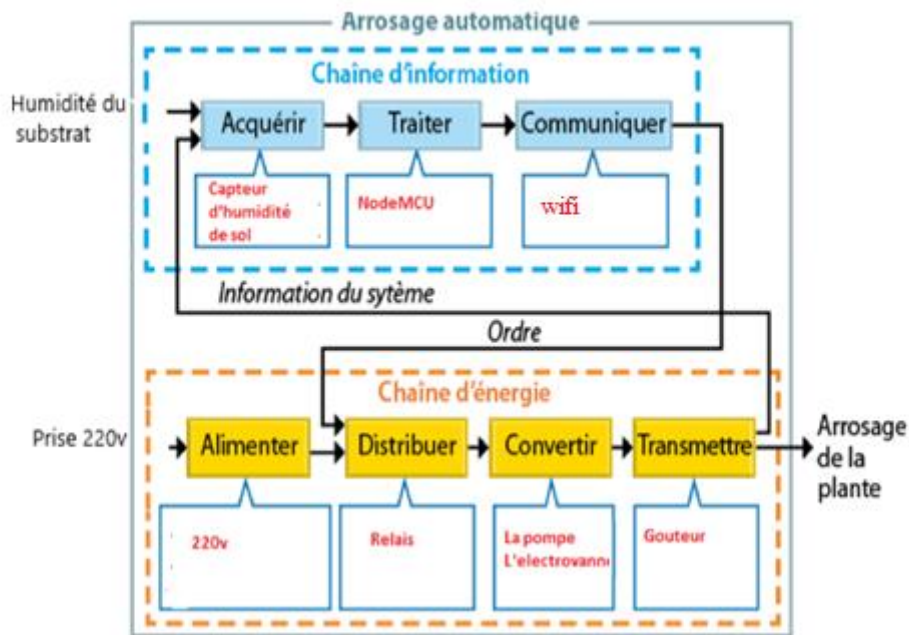 Arrosage automatique
Chaîne d'information
Humidité du
substrat
Acquérir
Traiter
Communiquer
Capteur
d'humidité
de sol
NodeMCU
wifi
Information du sytème
Ordre
Chaîne d'énergie
Prise 220v
Alimenter
Distribuer
Convertir
Transmettre
Arrosage
de la
plante
220v
Relais
La pompe
L'electrovanne
Gouteur